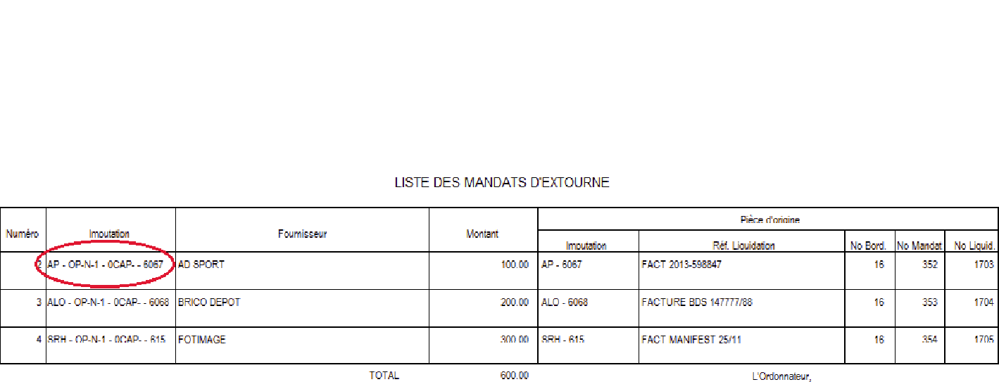 LISTE DES MANDATS D'EXTOURNE
Pièce d'origine
Numéro Imputation Fournisseur Montant
Imputation Réf. Liquidation No Bord. No Mandat No Liquid.
2 AP - OP-N-1 - 0CAP- - 6067 AD SPORT 100.00 AP - 6067 FACT 2013-598847 16 352 1703
3 ALO - OP-N-1 - 0CAP- - 6068 BRICO DEPOT 200.00 ALO - 6068 FACTURE BDS 147777/88 16 353 1704
4 SRH - OP-N-1 - 0CAP- - 615 FOTIMAGE 300.00 SRH - 615 FACT MANIFEST 25/11 16 354 1705
TOTAL 600.00 L'Ordonnateur,